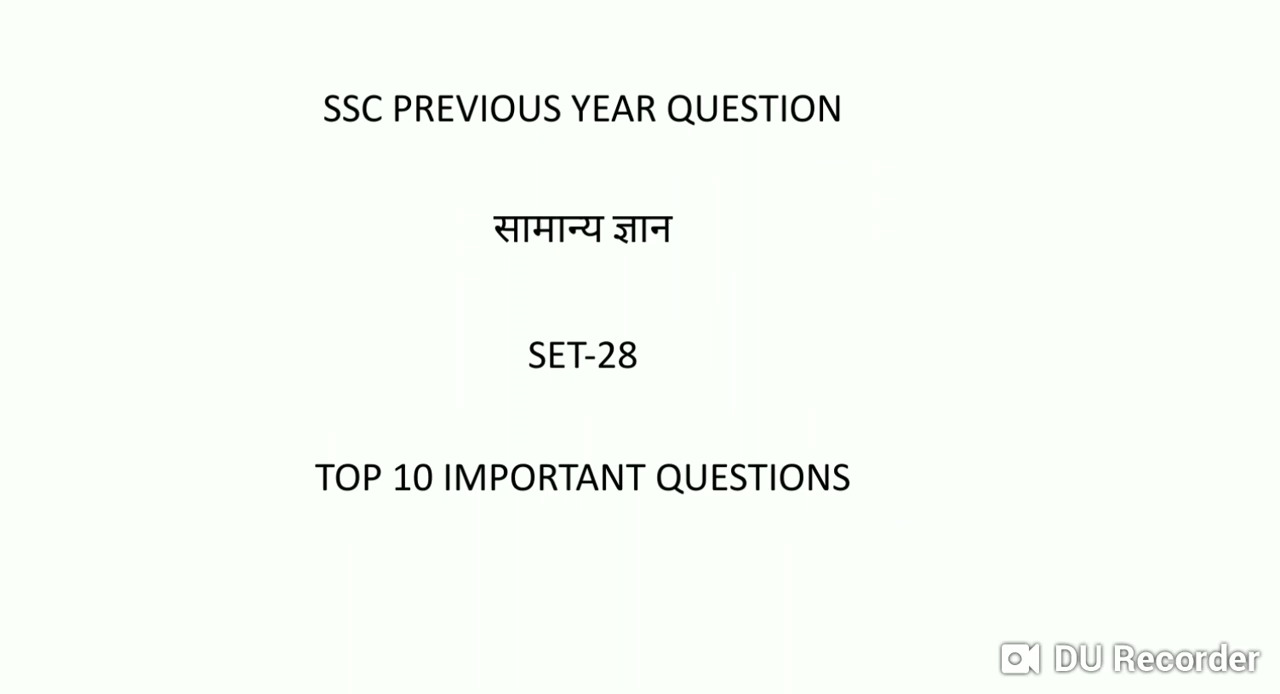 SSC PREVIOUS YEAR QUESTION
सामान्य ज्ञान
SET-28
TOP 10 IMPORTANT QUESTIONS
DU Recorder